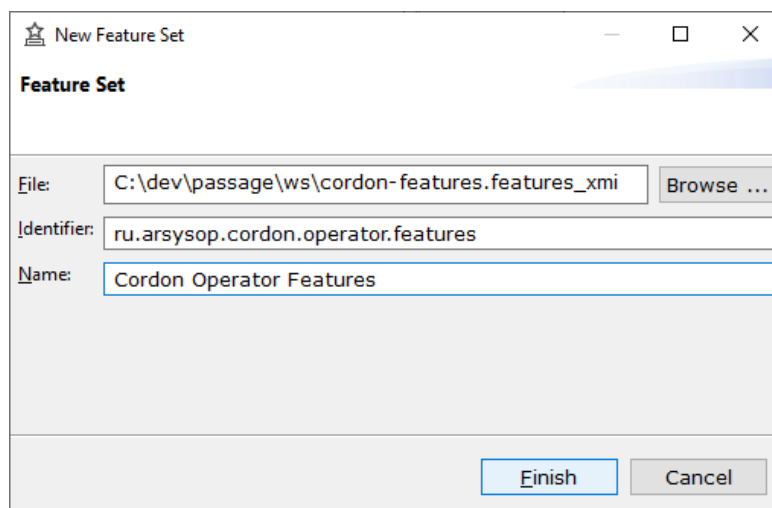 New Feature Set
Feature Set
File: C:\dev\passage\ws\cordon-features.features_xmi Browse ...
Identifier: ru.arsysop.cordon.operator.features
Name: Cordon Operator Features
Finish Cancel